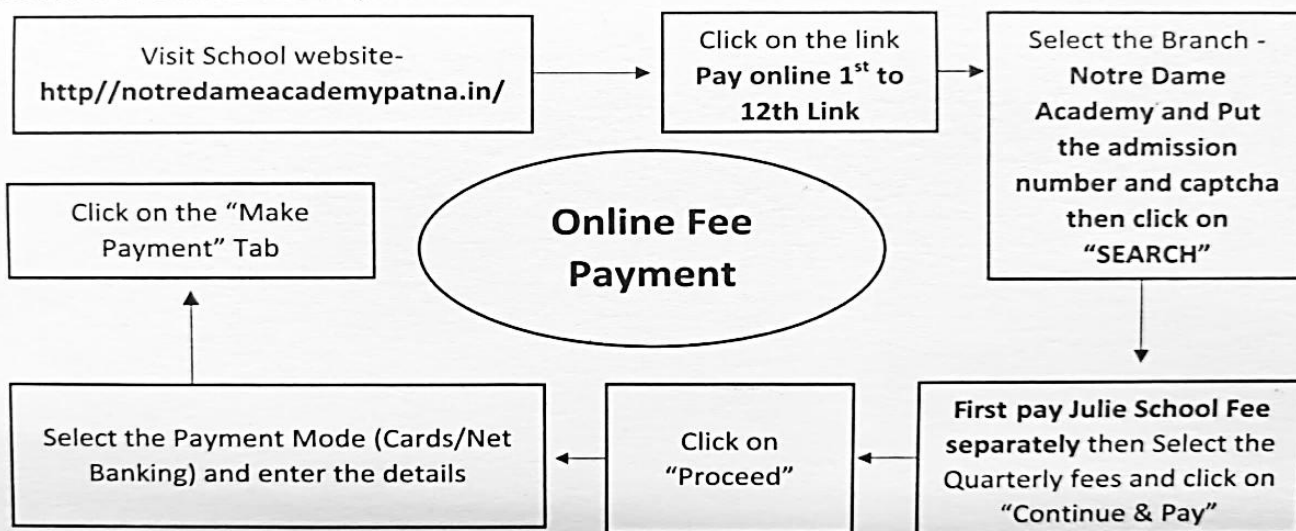 Visit School website-
http//notredameacademypatna.in/
Click on the link
Pay online 1st to
12th Link
Select the Branch -
Notre Dame
Academy and Put
the admission
number and captcha
then click on
“SEARCH”
First pay Julie School Fee
separately then Select the
Quarterly fees and click on
“Continue & Pay”
Click on
“Proceed”
Select the Payment Mode (Cards/Net
Banking) and enter the details
Click on the “Make
Payment” Tab
Online Fee
Payment